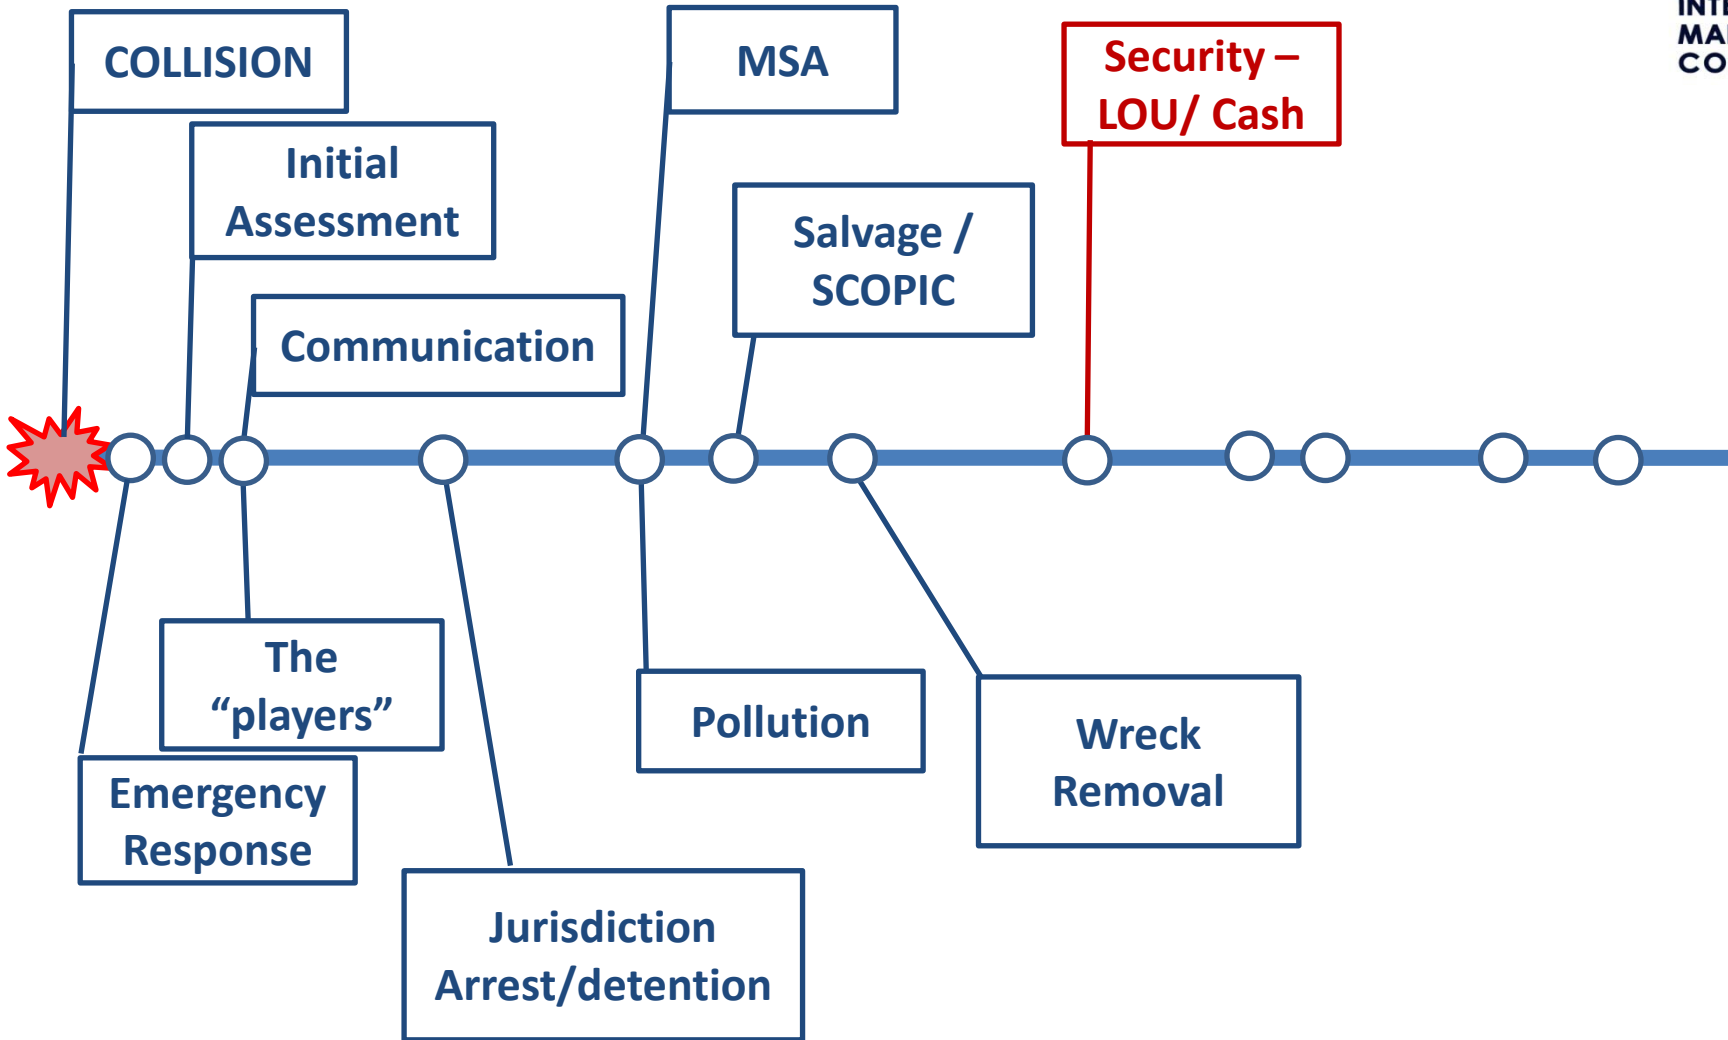 COLLISION
MSA
Security –
LOU/ Cash
Initial
Assessment
Salvage /
SCOPIC
Communication
The
“players”
Pollution
Wreck
Removal
Emergency
Response
Jurisdiction
Arrest/detention